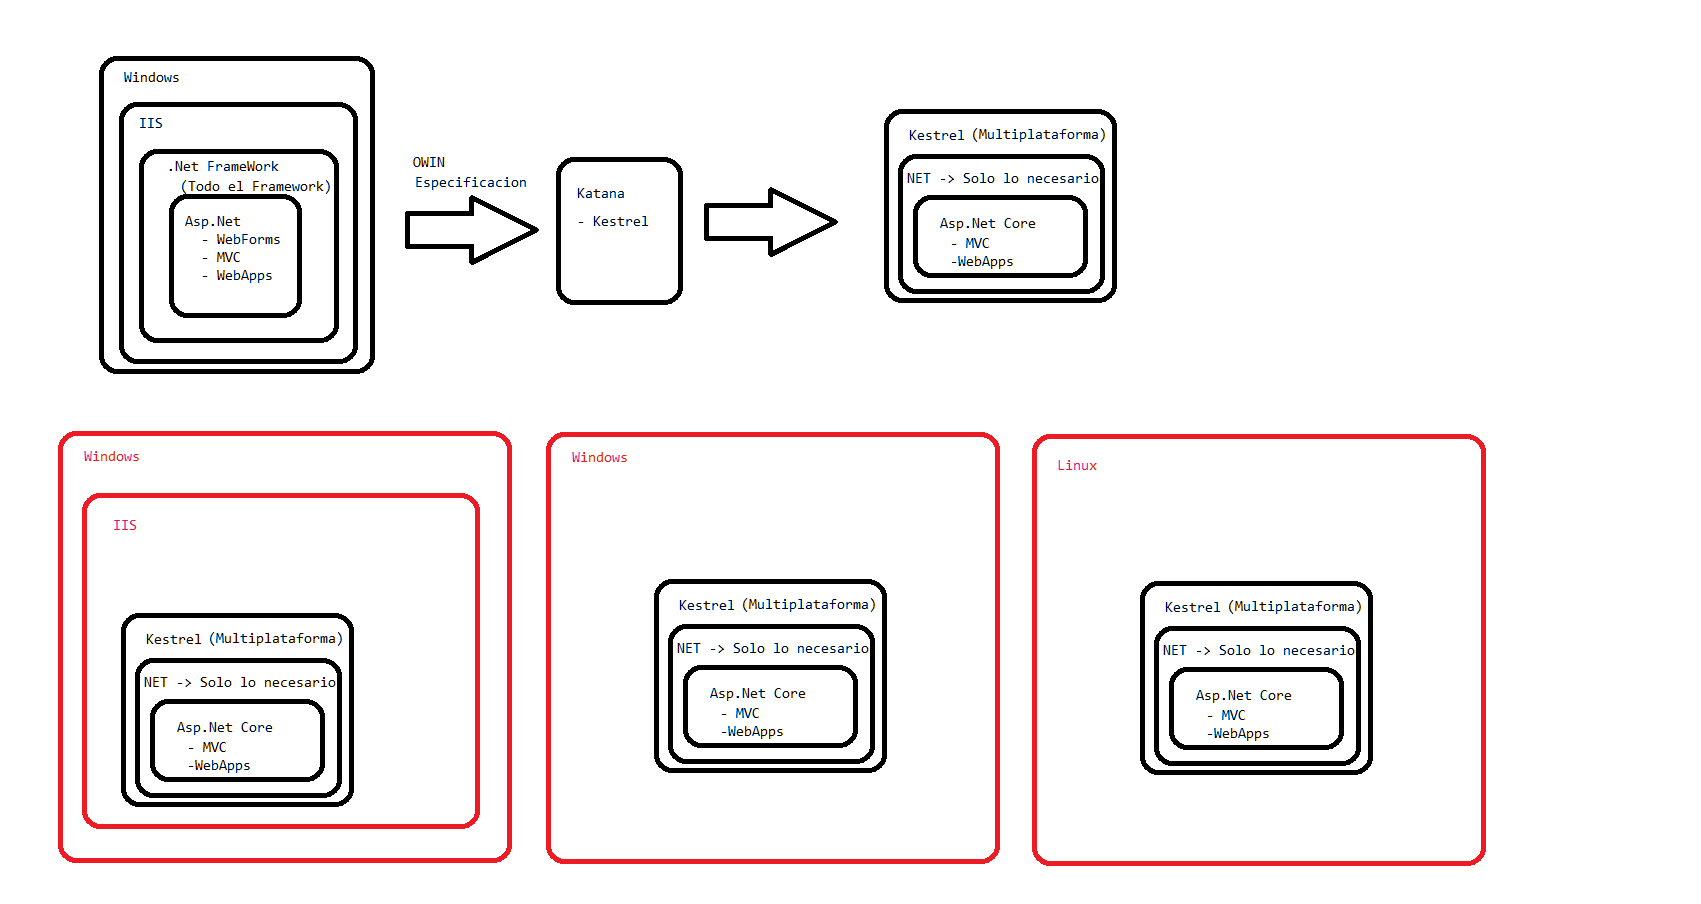 Windows
IIS
.Net FrameWork
(Todo el Framework)
Asp.Net
- WebForms
- MVC
- WebApps
OWIN
Especificacion
Katana
- Kestrel
Kestrel (Multiplataforma)
NET -> Solo lo necesario
Asp.Net Core
- MVC
-WebApps
Windows
IIS
Kestrel (Multiplataforma)
NET -> Solo lo necesario
Asp.Net Core
- MVC
-WebApps
Windows
Kestrel (Multiplataforma)
NET -> Solo lo necesario
Asp.Net Core
- MVC
-WebApps
Linux
Kestrel (Multiplataforma)
NET -> Solo lo necesario
Asp.Net Core
- MVC
-WebApps